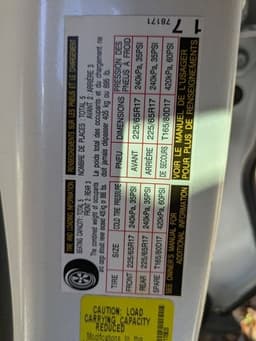 TIRE AND LOADING INFORMATION
SEATING CAPACITY TOTAL 5 FRONT 2 REAR 3
The combined weight of occupants
and cargo should never exceed 405 kg or 895 lb.
TIRE SIZE COLD TIRE PRESSURE
FRONT 225/65R17 240kPa, 35PSI
REAR 225/65R17 240kPa, 35PSI
SPARE T165/80D17 420kPa, 60PSI
SEE OWNER'S MANUAL FOR
ADDITIONAL INFORMATION
RENSEIGNEMENTS SUR LES PNEUS ET LE CHARGEMENT
NOMBRE DE PLACES TOTAL 5 AVANT 2 ARRIÈRE 3
Le poids total des occupants et du chargement ne
doit jamais dépasser 405 kg ou 895 lb.
PNEU DIMENSIONS PRESSION DES
PNEUS À FROID
AVANT 225/65R17 240kPa, 35PSI
ARRIÈRE 225/65R17 240kPa, 35PSI
DE SECOURS T165/80D17 420kPa, 60PSI
VOIR LE MANUEL DE L'USAGER
POUR PLUS DE RENSEIGNEMENTS
17
78171
CAUTION: LOAD
CARRYING CAPACITY
REDUCED
Modifications to this